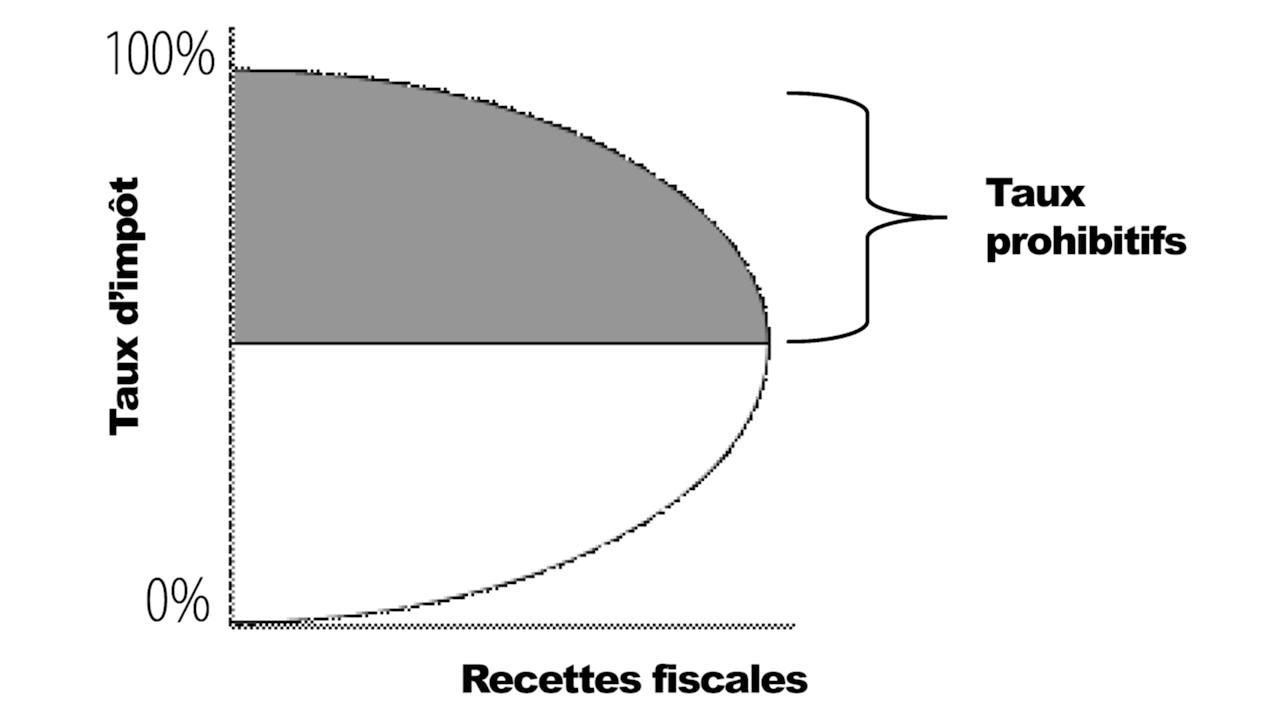 100%
Taux d’impôt
Taux
prohibitifs
0%
Recettes fiscales